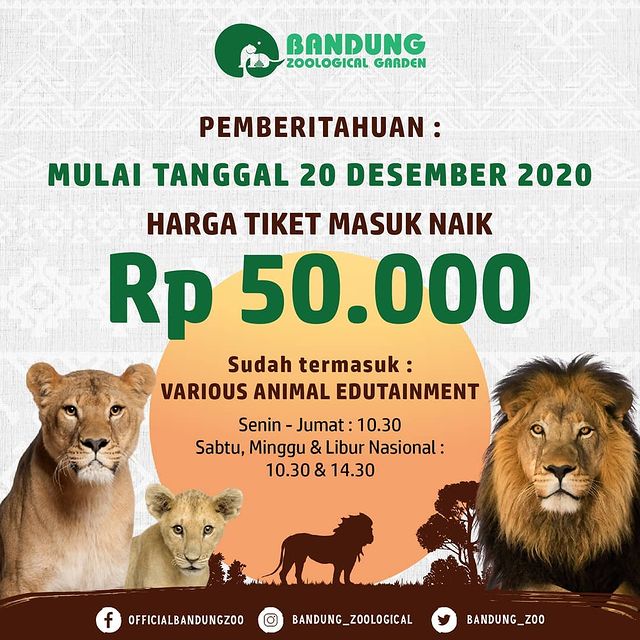 BANDUNG
ZOOLOGICAL GARDEN
PEMBERITAHUAN :
MULAI TANGGAL 20 DESEMBER 2020
HARGA TIKET MASUK NAIK
Rp 50.000
Sudah termasuk :
VARIOUS ANIMAL EDUTAINMENT
Senin - Jumat : 10.30
Sabtu, Minggu & Libur Nasional :
10.30 & 14.30
OFFICIALBANDUNGZOO BANDUNG_ZOOLOGICAL BANDUNG_ZOO